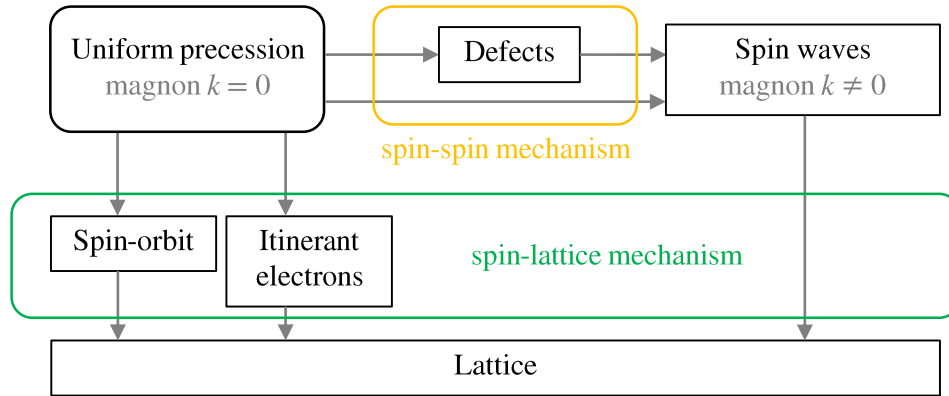 Uniform precession
magnon k = 0
Defects
Spin waves
magnon k ≠ 0
spin-spin mechanism
Spin-orbit
Itinerant
electrons
spin-lattice mechanism
Lattice